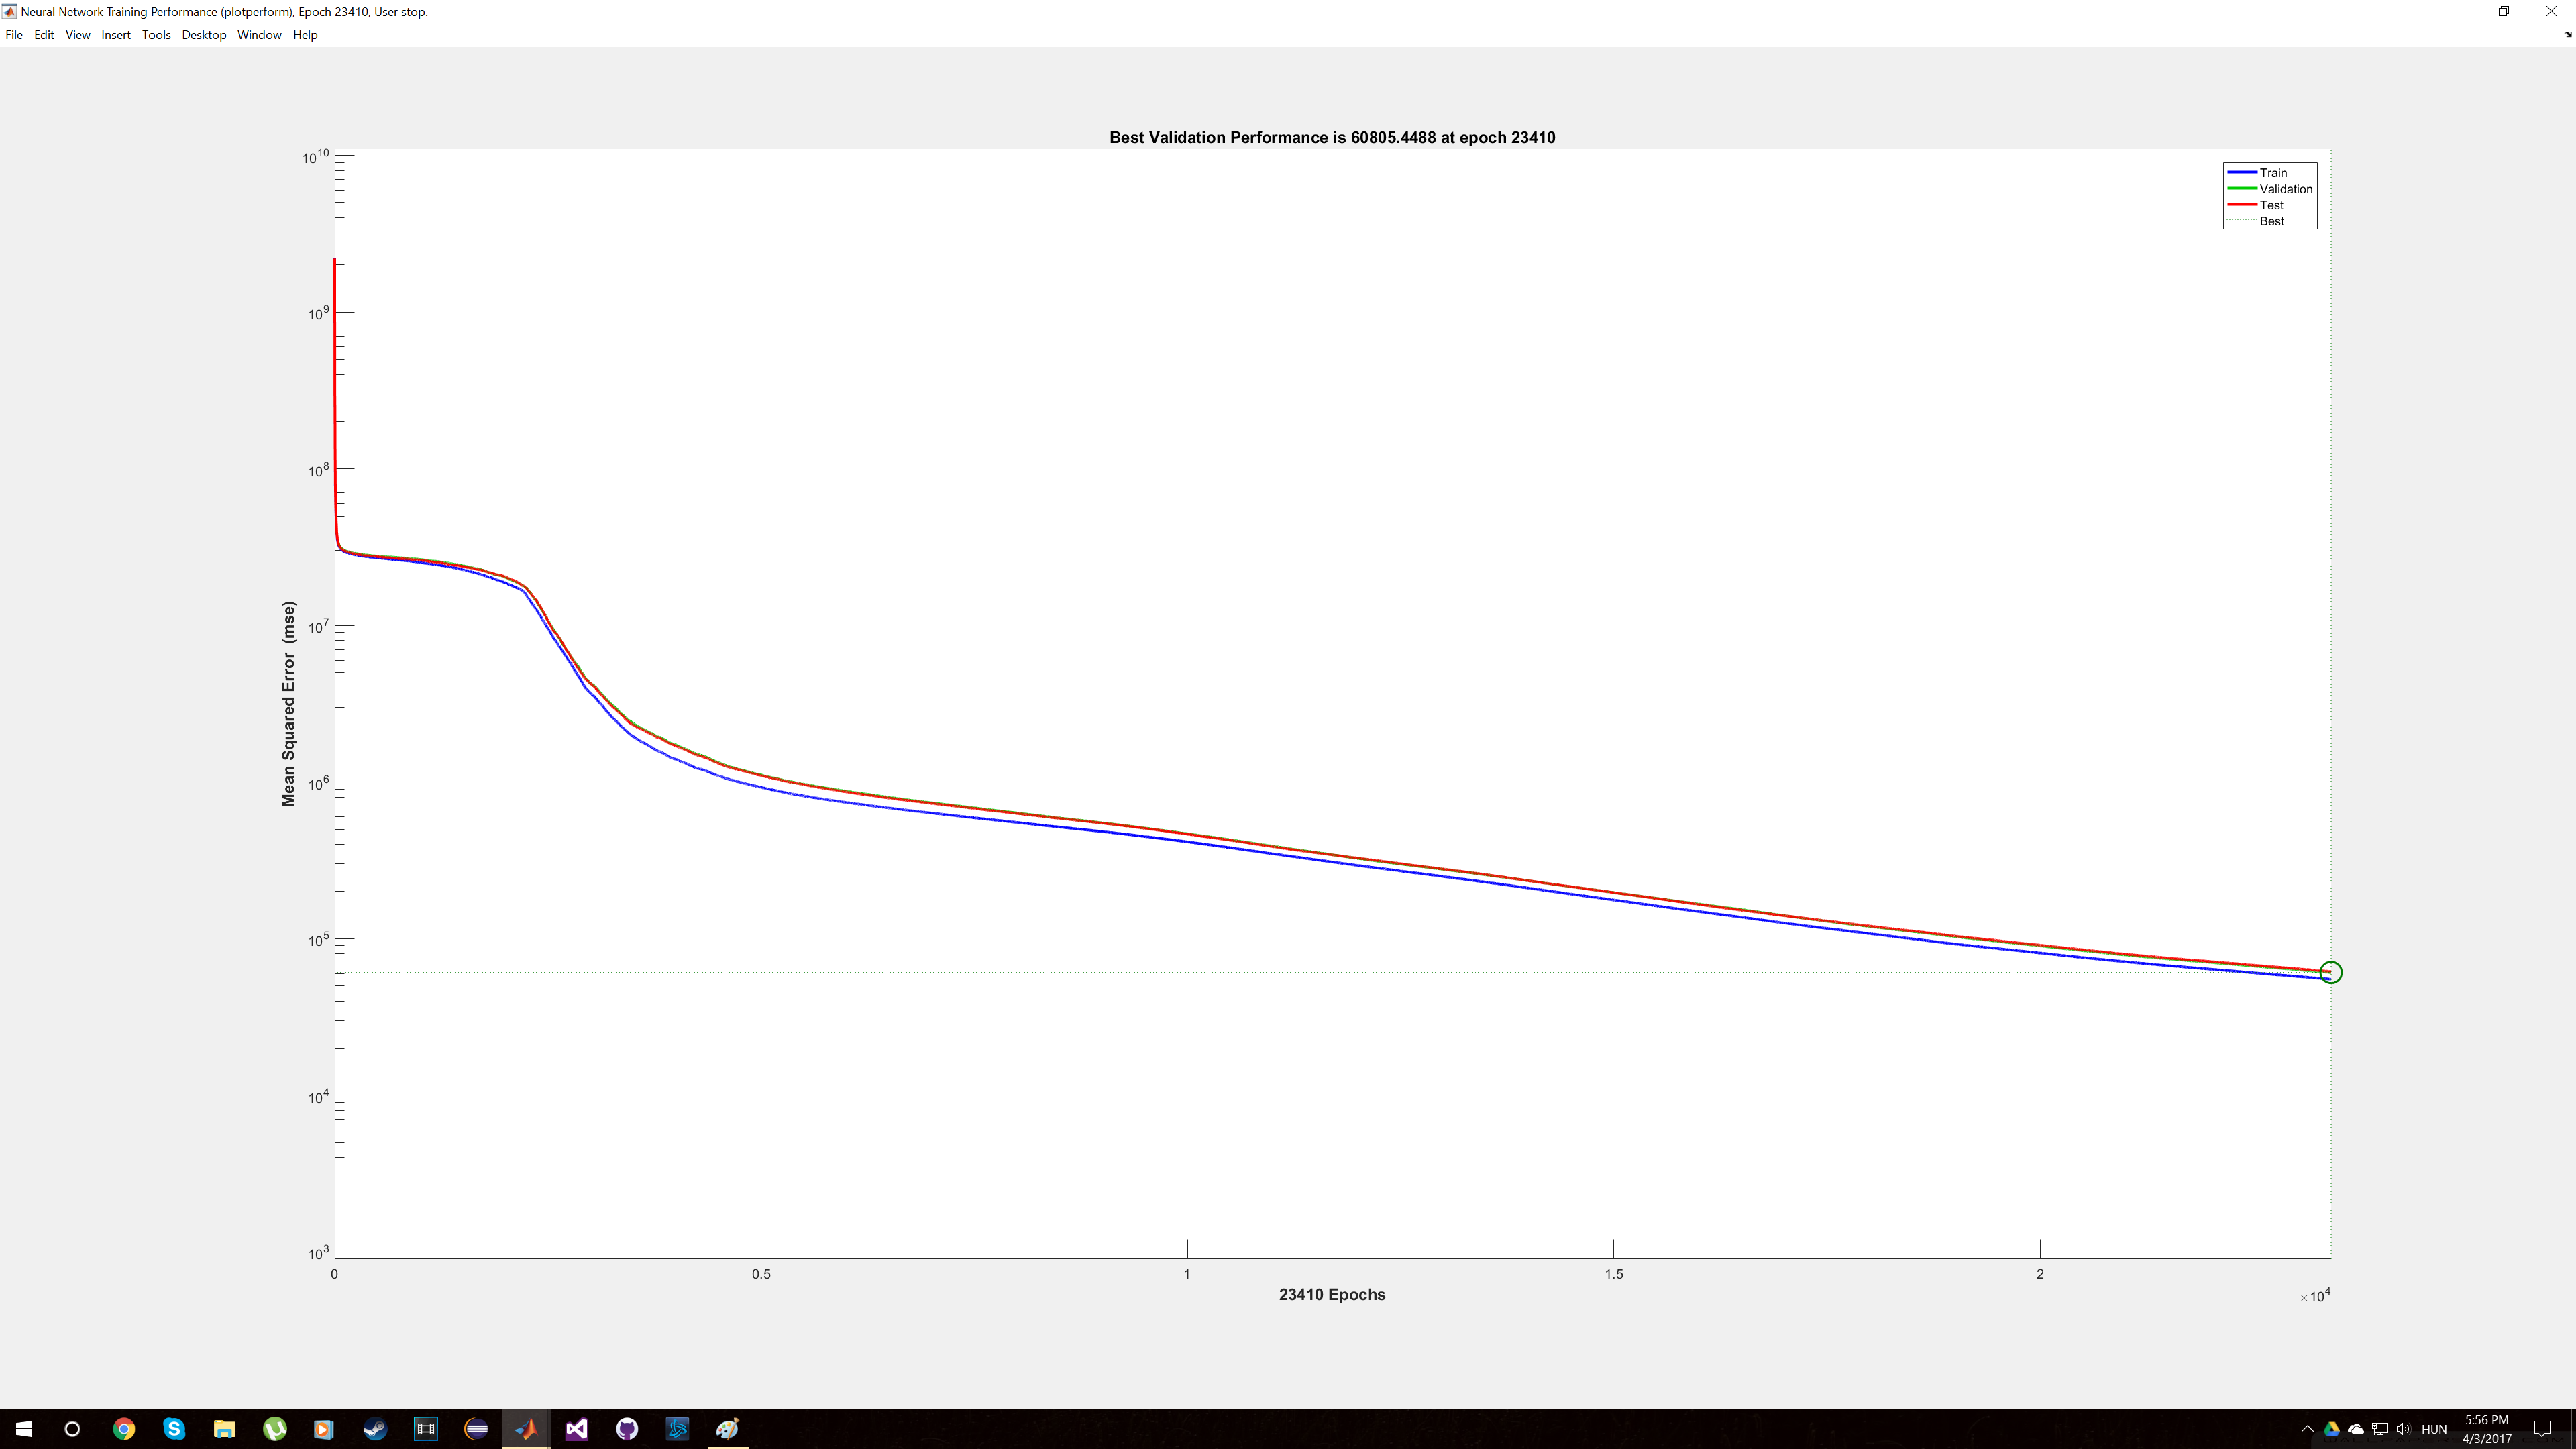 Neural Network Training Performance (plotperform), Epoch 23410, User stop.
File Edit View Insert Tools Desktop Window Help
Best Validation Performance is 60805.4488 at epoch 23410
Train
Validation
Test
Best
10^10
10^9
10^8
10^7
10^6
10^5
10^4
10^3
Mean Squared Error (mse)
0 0.5 1 1.5 2
×10^4
23410 Epochs
HUN
5:56 PM
4/3/2017